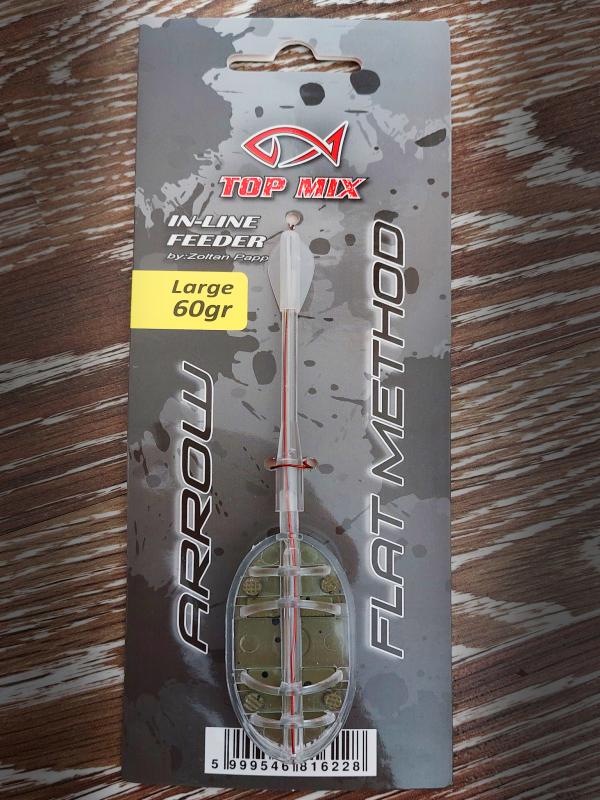 TOP MIX
IN-LINE
FEEDER
by:Zoltan Papp
Large
60gr
ARROW
FLAT METHOD
5 999546 816228